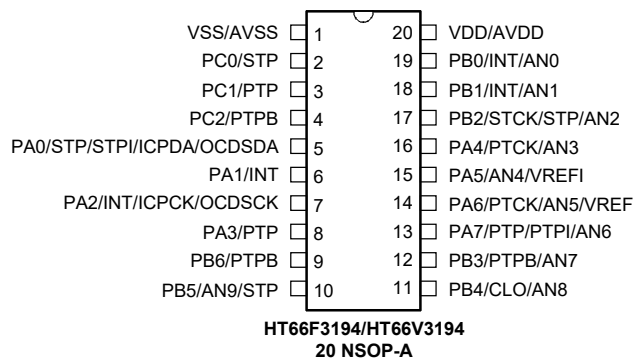 VSS/AVSS 1 20 VDD/AVDD
PC0/STP 2 19 PB0/INT/AN0
PC1/PTP 3 18 PB1/INT/AN1
PC2/PTPB 4 17 PB2/STCK/STP/AN2
PA0/STP/STPI/ICPDA/OCDSDA 5 16 PA4/PTCK/AN3
PA1/INT 6 15 PA5/AN4/VREFI
PA2/INT/ICPCK/OCDSCK 7 14 PA6/PTCK/AN5/VREF
PA3/PTP 8 13 PA7/PTP/PTPI/AN6
PB6/PTPB 9 12 PB3/PTPB/AN7
PB5/AN9/STP 10 11 PB4/CLO/AN8
HT66F3194/HT66V3194
20 NSOP-A